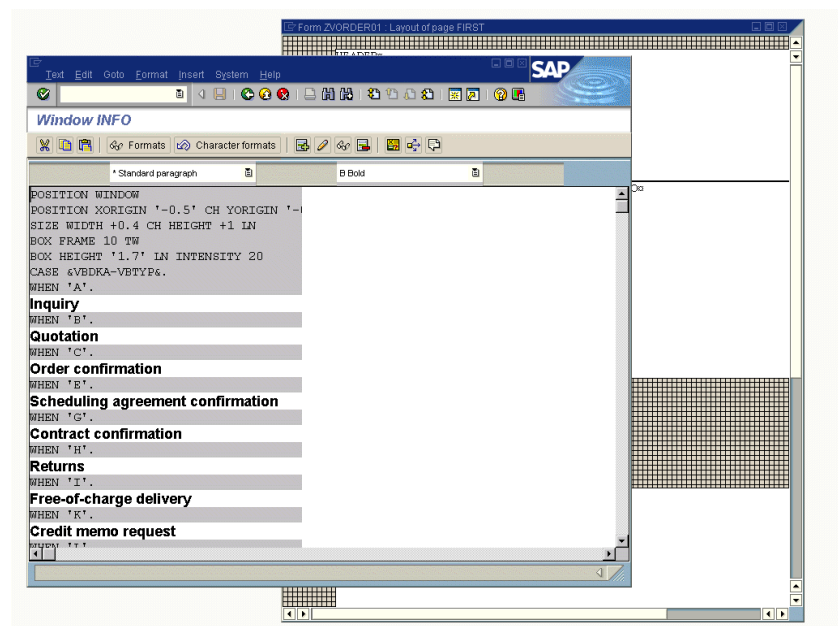 Form ZVORDER01 : Layout of page FIRST
Text Edit Goto Format Insert System Help
SAP
Window INFO
Formats Character formats
* Standard paragraph B Bold
POSITION WINDOW
POSITION XORIGIN '-0.5' CH YORIGIN '-
SIZE WIDTH +0.4 CH HEIGHT +1 LN
BOX FRAME 10 TW
BOX HEIGHT '1.7' LN INTENSITY 20
CASE &VBDKA-VBTYP&.
WHEN 'A'.
Inquiry
WHEN 'B'.
Quotation
WHEN 'C'.
Order confirmation
WHEN 'E'.
Scheduling agreement confirmation
WHEN 'G'.
Contract confirmation
WHEN 'H'.
Returns
WHEN 'I'.
Free-of-charge delivery
WHEN 'K'.
Credit memo request